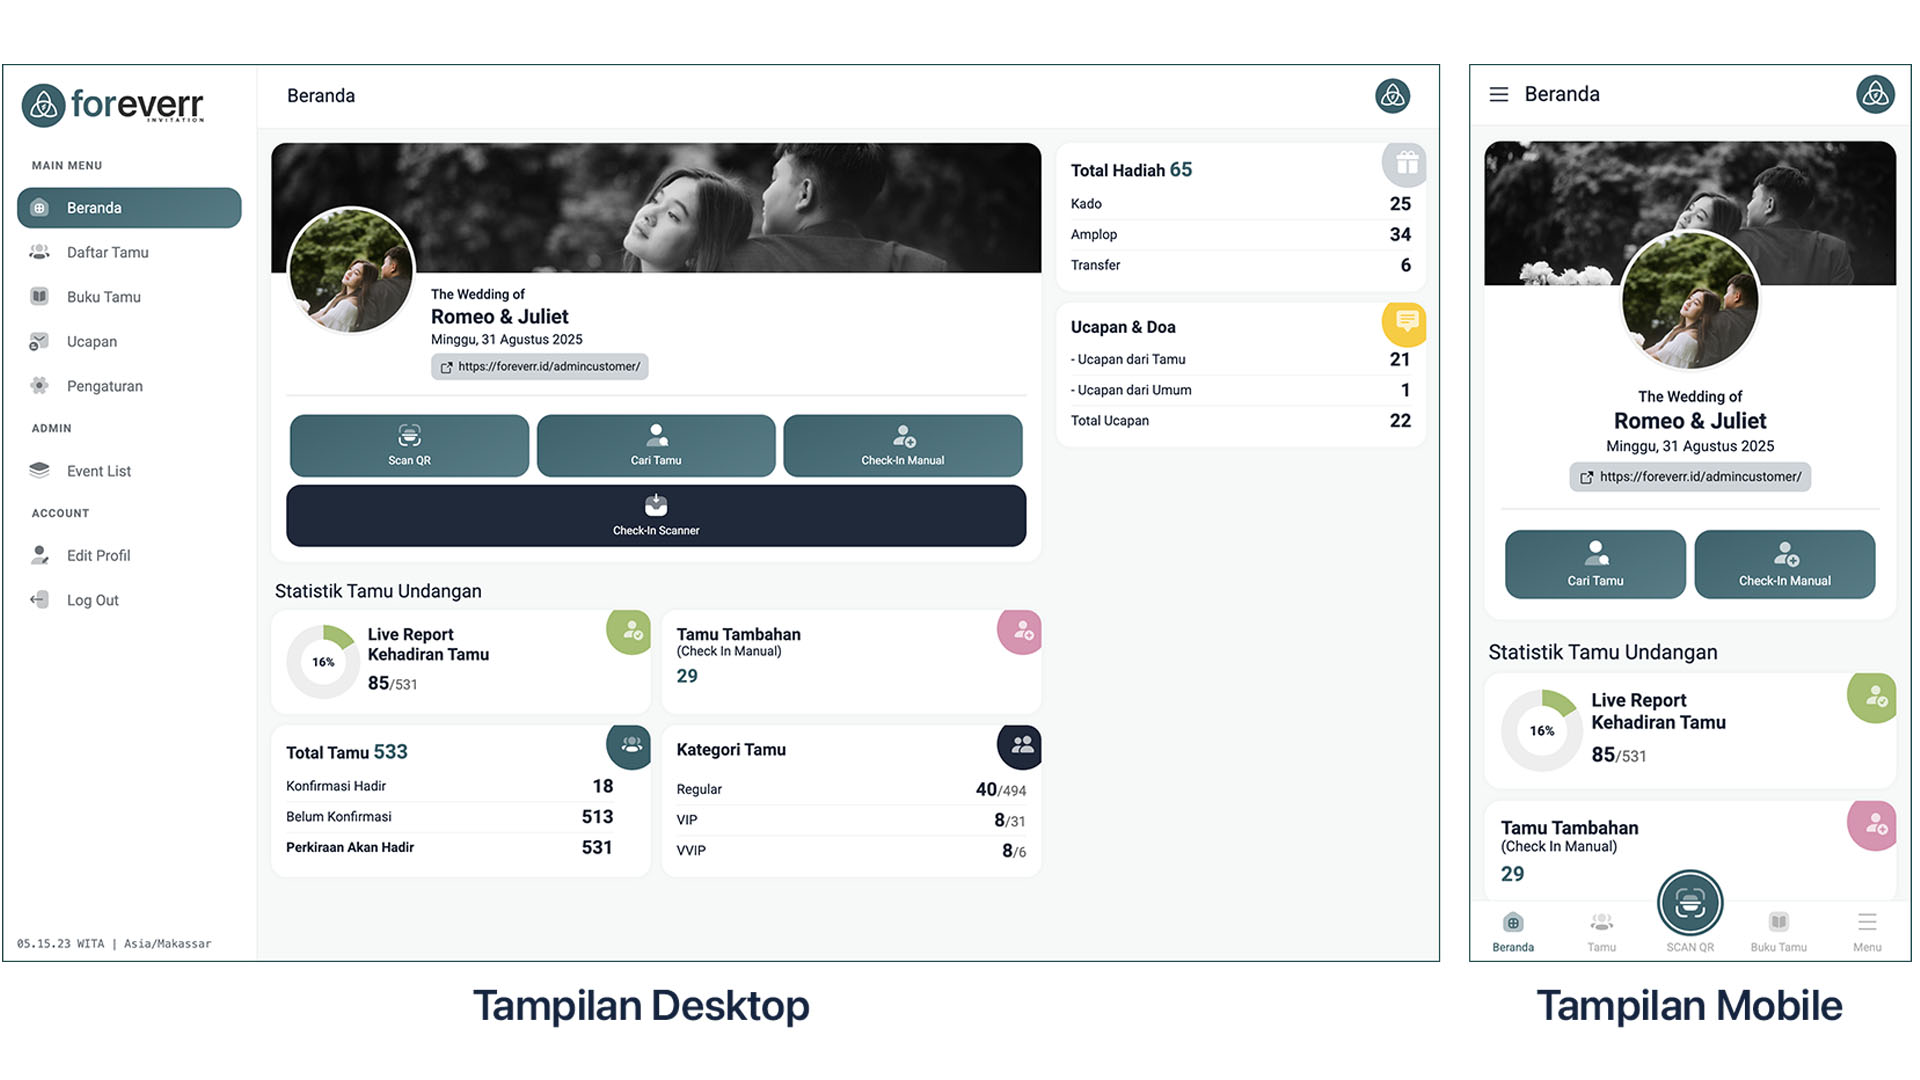 foreverr
INVITATION
MAIN MENU
Beranda
Daftar Tamu
Buku Tamu
Ucapan
Pengaturan
ADMIN
Event List
ACCOUNT
Edit Profil
Log Out
05.15.23 WITA | Asia/Makassar
Beranda
The Wedding of
Romeo & Juliet
Minggu, 31 Agustus 2025
https://foreverr.id/admincustomer/
Scan QR
Cari Tamu
Check-In Manual
Check-In Scanner
Statistik Tamu Undangan
16%
Live Report
Kehadiran Tamu
85/531
Tamu Tambahan
(Check In Manual)
29
Total Tamu 533
Konfirmasi Hadir 18
Belum Konfirmasi 513
Perkiraan Akan Hadir 531
Kategori Tamu
Regular 40/494
VIP 8/31
VVIP 8/6
Total Hadiah 65
Kado 25
Amplop 34
Transfer 6
Ucapan & Doa
- Ucapan dari Tamu 21
- Ucapan dari Umum 1
Total Ucapan 22
Tampilan Desktop
Beranda
The Wedding of
Romeo & Juliet
Minggu, 31 Agustus 2025
https://foreverr.id/admincustomer/
Cari Tamu
Check-In Manual
Statistik Tamu Undangan
16%
Live Report
Kehadiran Tamu
85/531
Tamu Tambahan
(Check In Manual)
29
Beranda
Tamu
SCAN QR
Buku Tamu
Menu
Tampilan Mobile